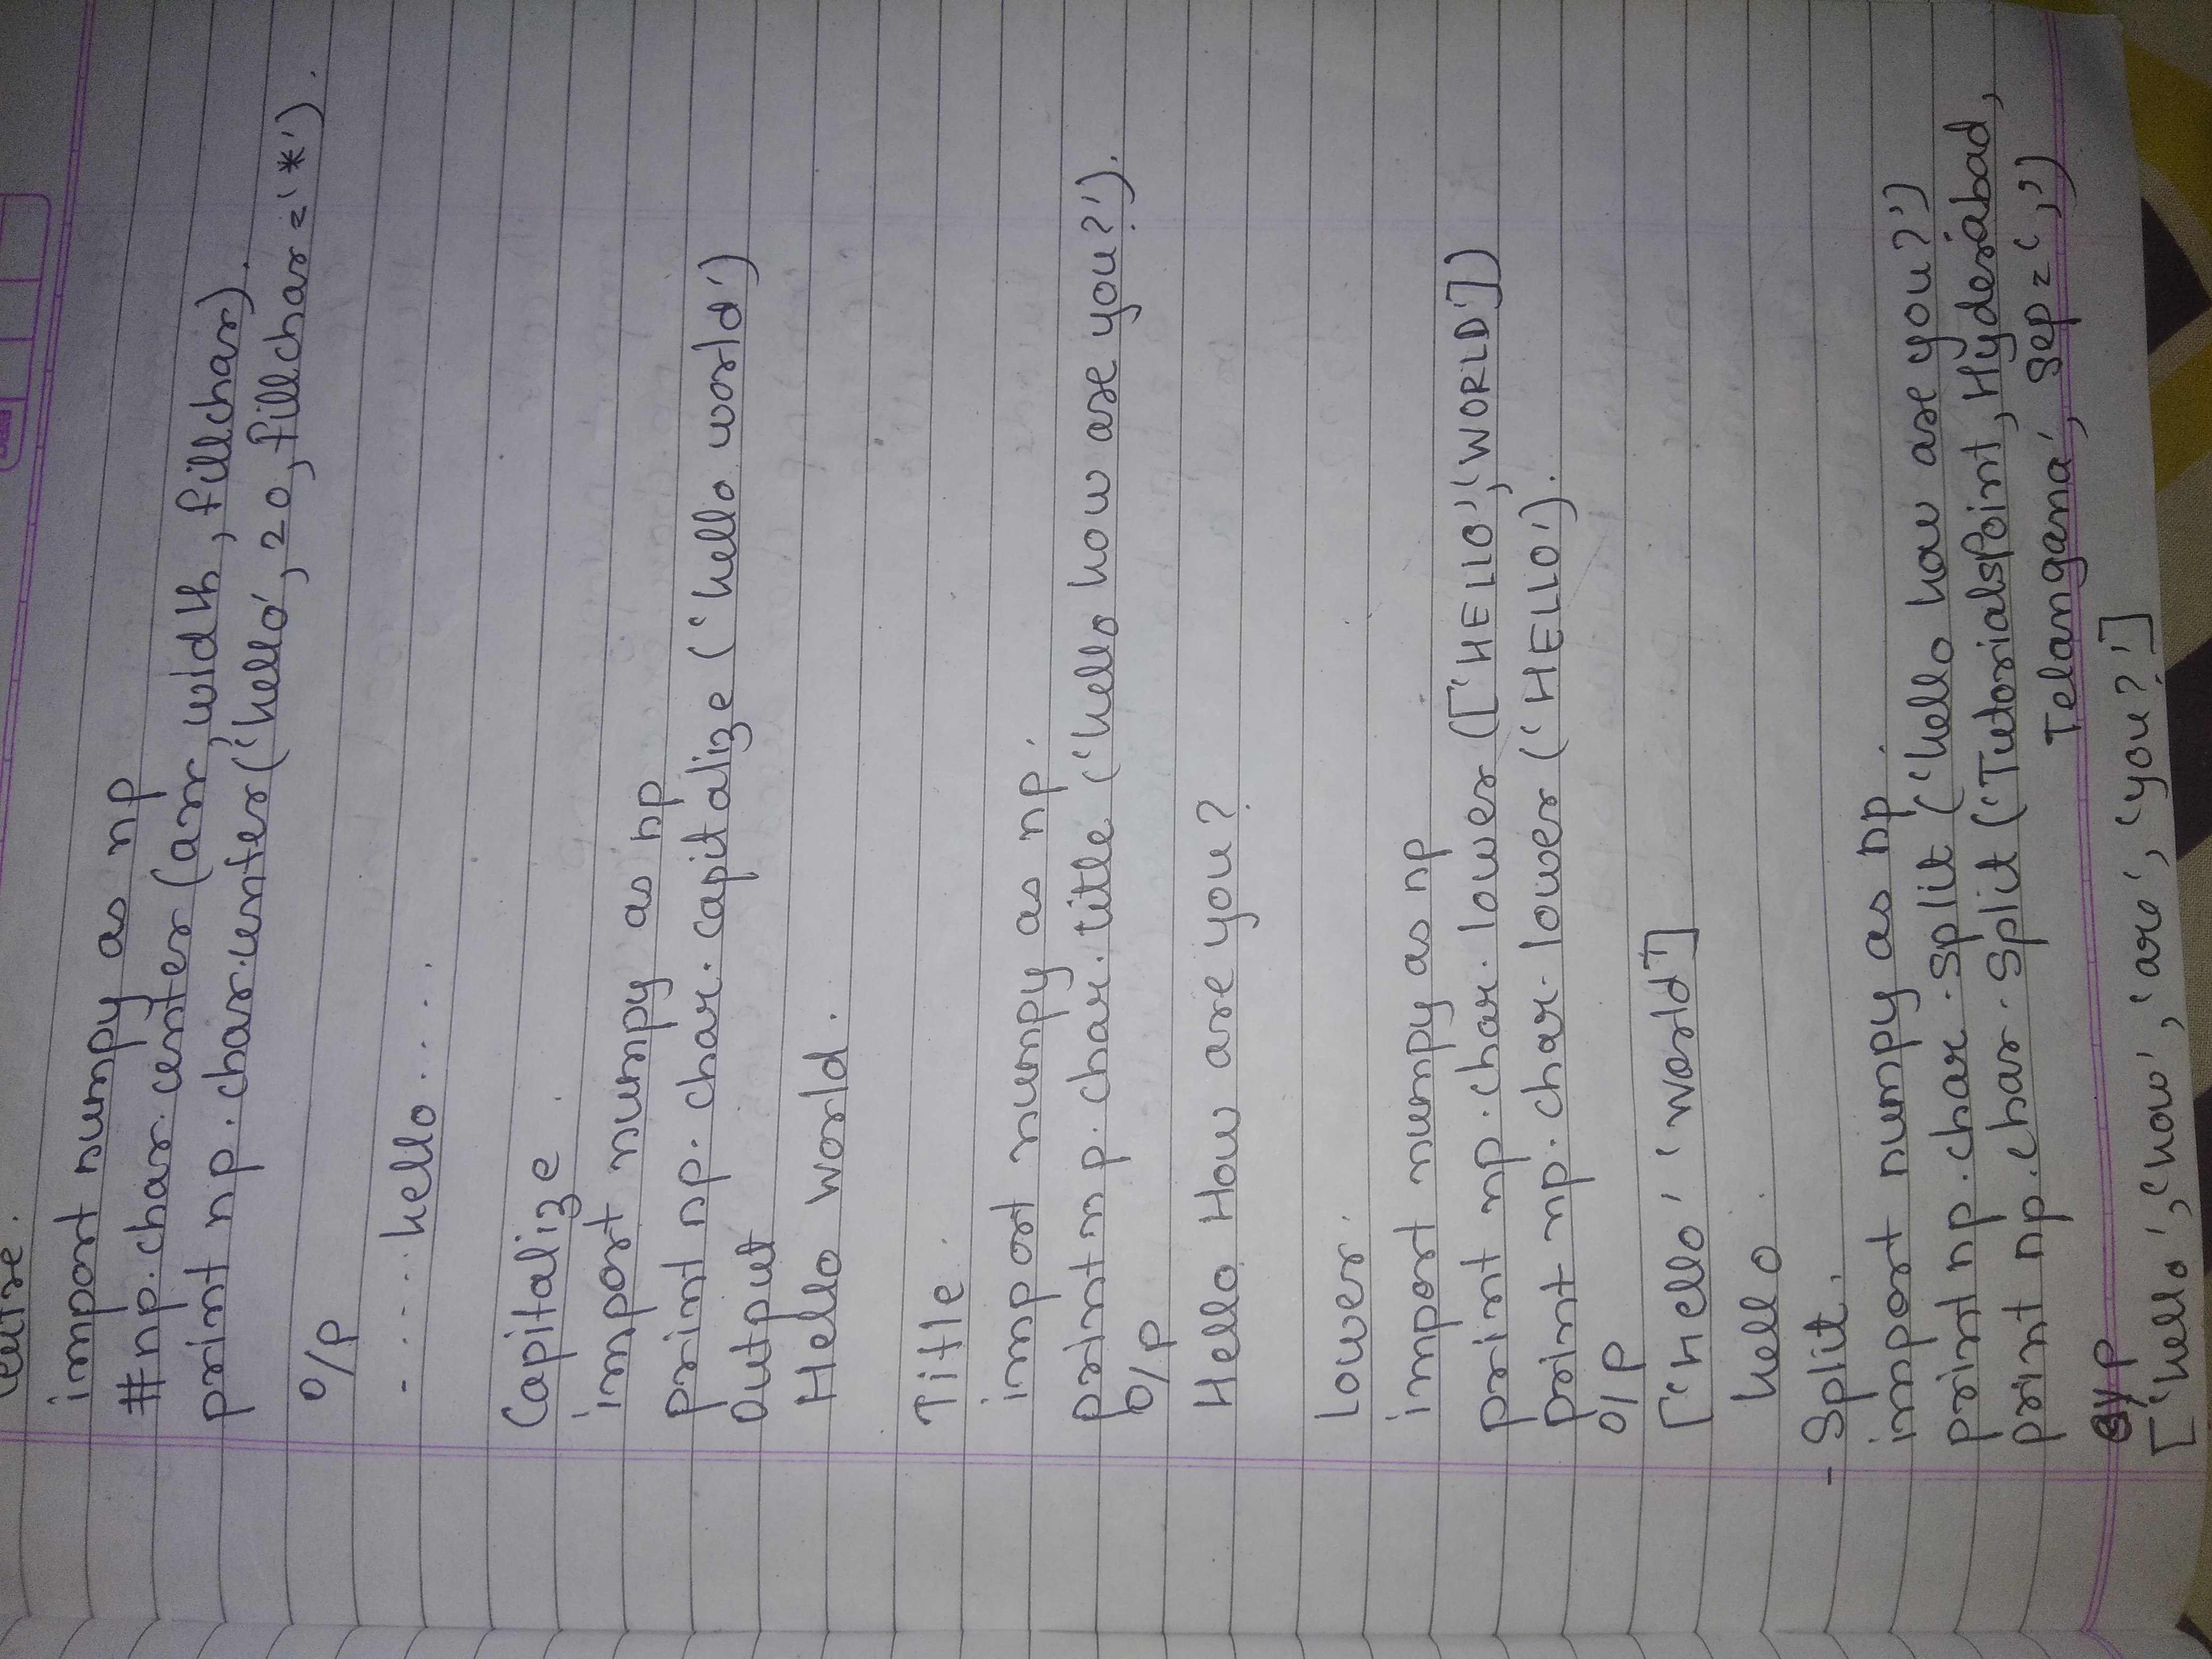 import numpy as np
#np.char.center (arr, width, fillchar).
print np.char.center('hello', 20, fillchar='*').
O/P
.....hello.....
Capitalize
import numpy as np
print np.char.capitalize ('hello world')
Output
Hello world.
Title.
import numpy as np.
print np.char.title ('hello how are you?').
O/P
Hello How are you?
lower.
import numpy as np
print np.char.lower (['HELLO','WORLD'])
print np.char.lower ('HELLO').
O/P
['hello' 'world']
hello.
- Split.
import numpy as np.
print np.char.split ('hello how are you?')
print np.char.split ('TutorialsPoint, Hyderabad,
Telangana', sep=',')
O/P
['hello', 'how', 'are', 'you?']